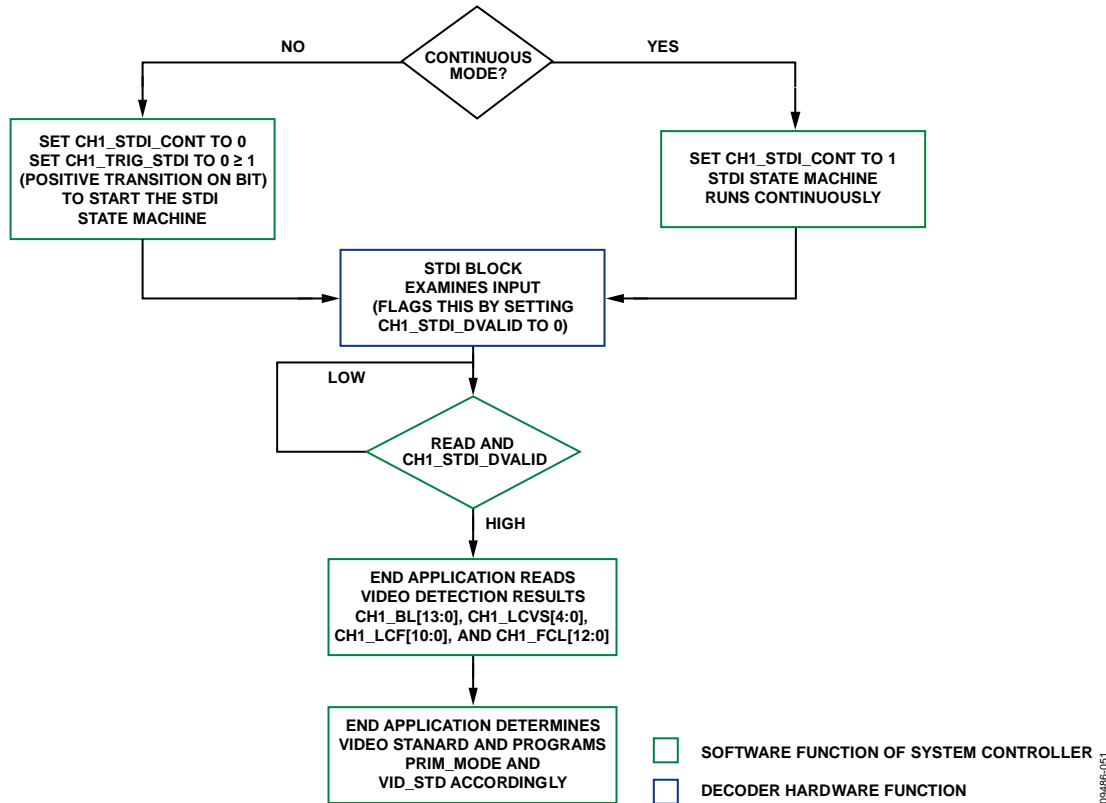 NO
CONTINUOUS
MODE?
YES
SET CH1_STDI_CONT TO 0
SET CH1_TRIG_STDI TO 0 ≥ 1
(POSITIVE TRANSITION ON BIT)
TO START THE STDI
STATE MACHINE
SET CH1_STDI_CONT TO 1
STDI STATE MACHINE
RUNS CONTINUOUSLY
STDI BLOCK
EXAMINES INPUT
(FLAGS THIS BY SETTING
CH1_STDI_DVALID TO 0)
LOW
READ AND
CH1_STDI_DVALID
HIGH
END APPLICATION READS
VIDEO DETECTION RESULTS
CH1_BL[13:0], CH1_LCVS[4:0],
CH1_LCF[10:0], AND CH1_FCL[12:0]
END APPLICATION DETERMINES
VIDEO STANARD AND PROGRAMS
PRIM_MODE AND
VID_STD ACCORDINGLY
SOFTWARE FUNCTION OF SYSTEM CONTROLLER
DECODER HARDWARE FUNCTION
09486-051